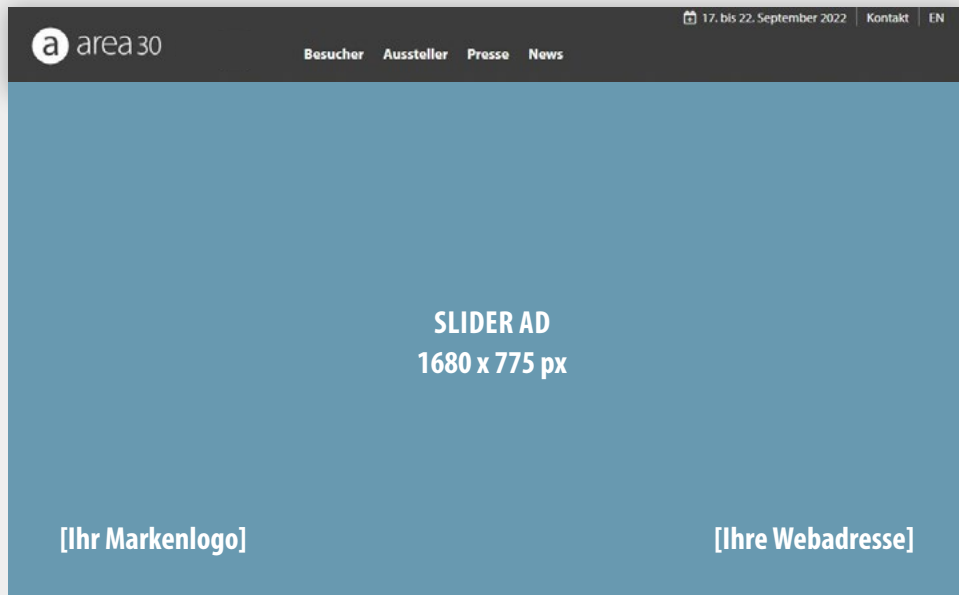 17. bis 22. September 2022 Kontakt EN
a area 30
Besucher Aussteller Presse News
SLIDER AD
1680 x 775 px
[Ihr Markenlogo] [Ihre Webadresse]